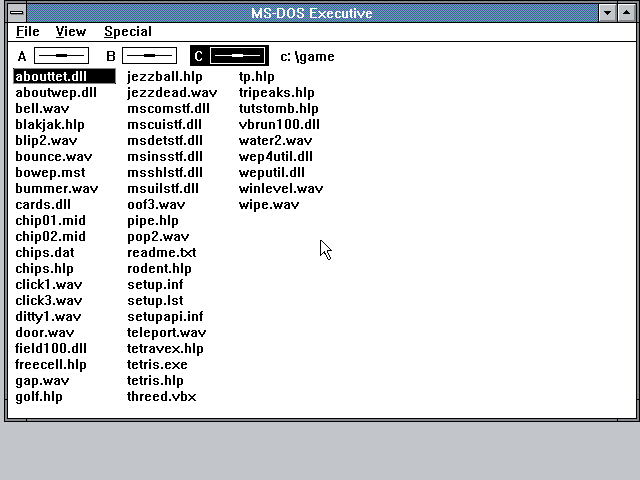 MS-DOS Executive
File View Special
A B C c: \game
abouttet.dll jezzball.hlp tp.hlp
aboutwep.dll jezzdead.wav tripeaks.hlp
bell.wav mscomstf.dll tutstomb.hlp
blakjak.hlp mscuistf.dll vbrun100.dll
blip2.wav msdetstf.dll water2.wav
bounce.wav msinsstf.dll wep4util.dll
bowep.mst msshlstf.dll weputil.dll
bummer.wav msuilstf.dll winlevel.wav
cards.dll oof3.wav wipe.wav
chip01.mid pipe.hlp
chip02.mid pop2.wav
chips.dat readme.txt
chips.hlp rodent.hlp
click1.wav setup.inf
click3.wav setup.lst
ditty1.wav setupapi.inf
door.wav teleport.wav
field100.dll tetravex.hlp
freecell.hlp tetris.exe
gap.wav tetris.hlp
golf.hlp threed.vbx